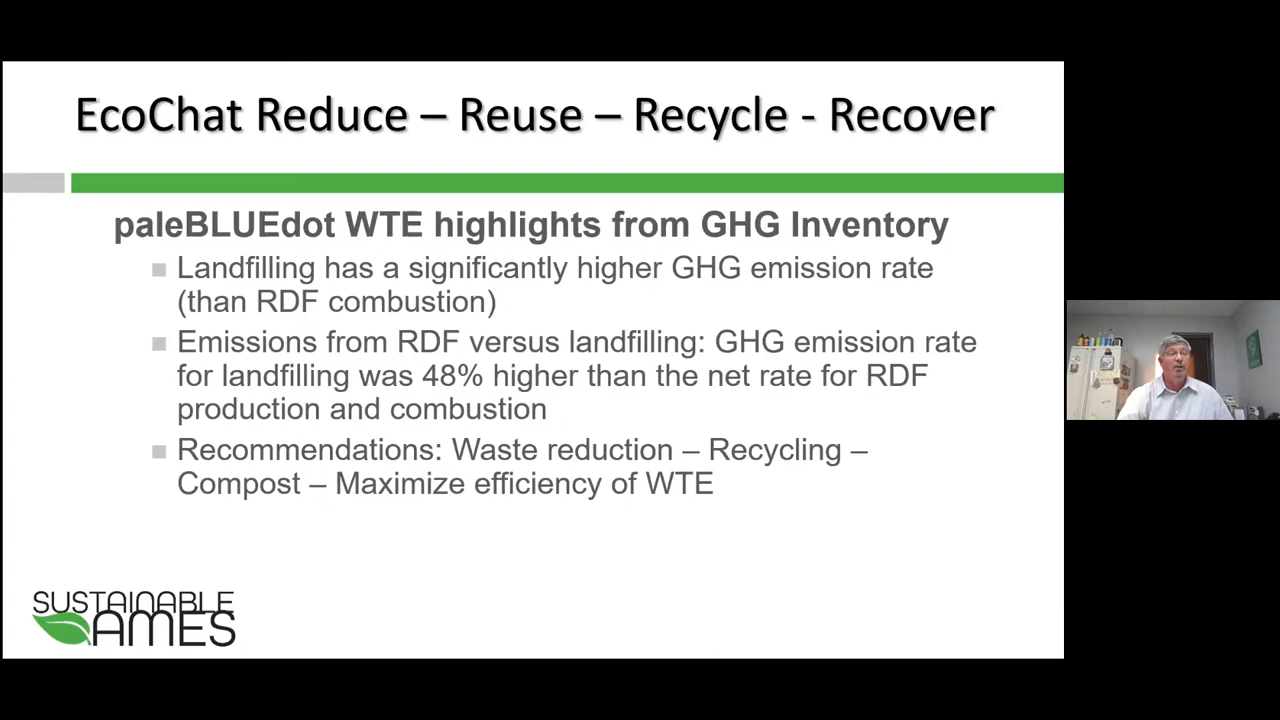 EcoChat Reduce – Reuse – Recycle - Recover
paleBLUEdot WTE highlights from GHG Inventory
Landfilling has a significantly higher GHG emission rate
(than RDF combustion)
Emissions from RDF versus landfilling: GHG emission rate
for landfilling was 48% higher than the net rate for RDF
production and combustion
Recommendations: Waste reduction – Recycling –
Compost – Maximize efficiency of WTE
SUSTAINABLE
AMES